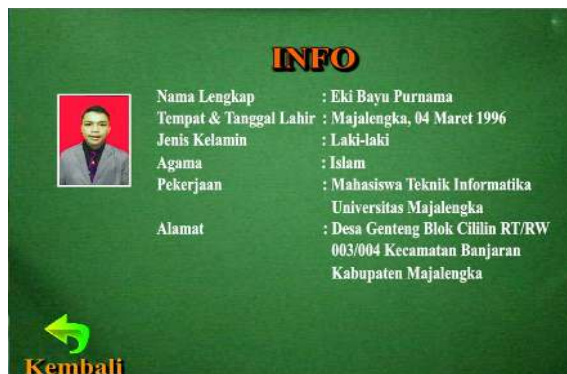 INFO
Nama Lengkap : Eki Bayu Purnama
Tempat & Tanggal Lahir : Majalengka, 04 Maret 1996
Jenis Kelamin : Laki-laki
Agama : Islam
Pekerjaan : Mahasiswa Teknik Informatika
Universitas Majalengka
Alamat : Desa Genteng Blok Cililin RT/RW
003/004 Kecamatan Banjaran
Kabupaten Majalengka
Kembali